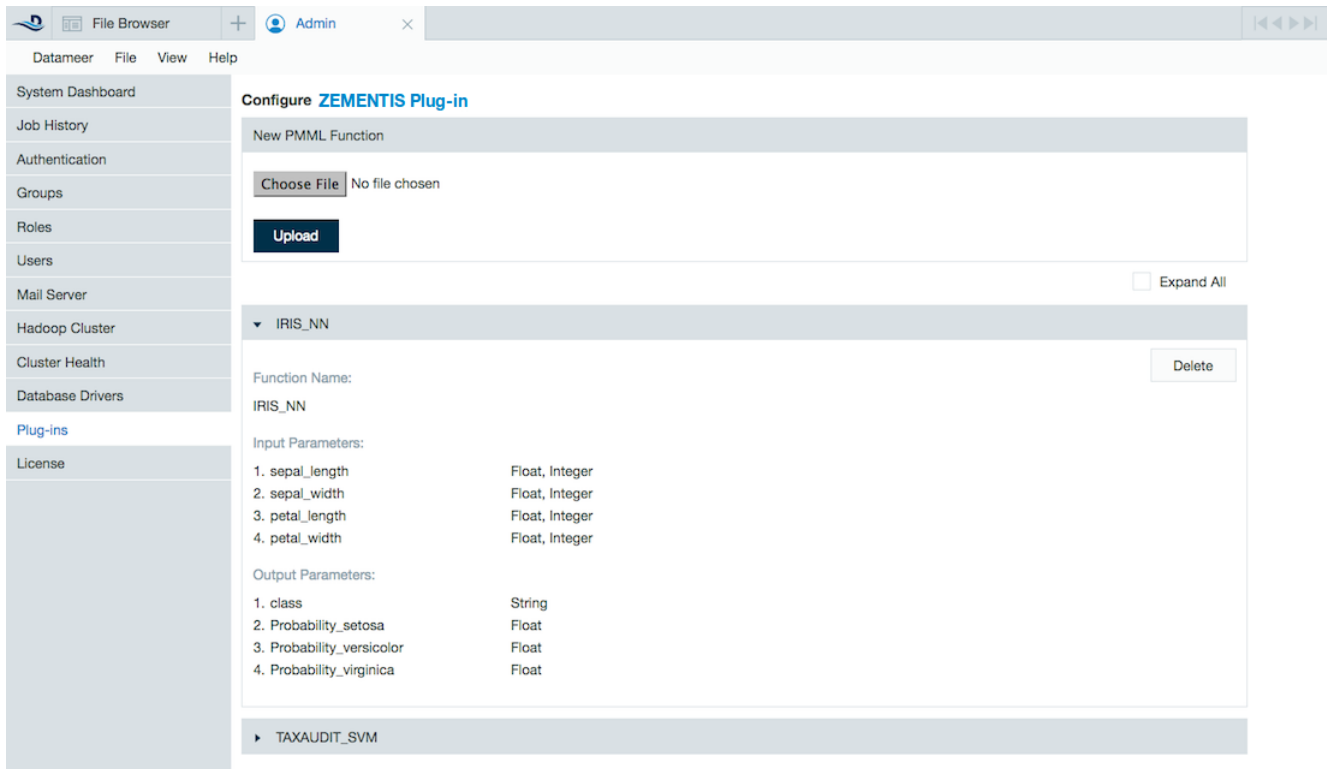 File Browser
Admin
Datameer File View Help
System Dashboard
Job History
Authentication
Groups
Roles
Users
Mail Server
Hadoop Cluster
Cluster Health
Database Drivers
Plug-ins
License
Configure ZEMENTIS Plug-in
New PMML Function
Choose File No file chosen
Upload
Expand All
IRIS_NN
Delete
Function Name:
IRIS_NN
Input Parameters:
1. sepal_length Float, Integer
2. sepal_width Float, Integer
3. petal_length Float, Integer
4. petal_width Float, Integer
Output Parameters:
1. class String
2. Probability_setosa Float
3. Probability_versicolor Float
4. Probability_virginica Float
TAXAUDIT_SVM